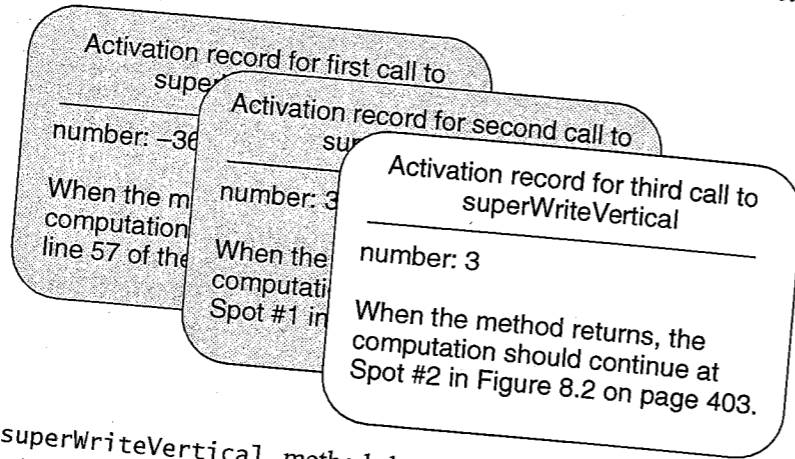 Activation record for first call to
super
number: –36
When the m
computation
line 57 of the
Activation record for second call to
su
number: 3
When the
computati
Spot #1 in
Activation record for third call to
superWriteVertical
number: 3
When the method returns, the
computation should continue at
Spot #2 in Figure 8.2 on page 403.
superWriteVertical method